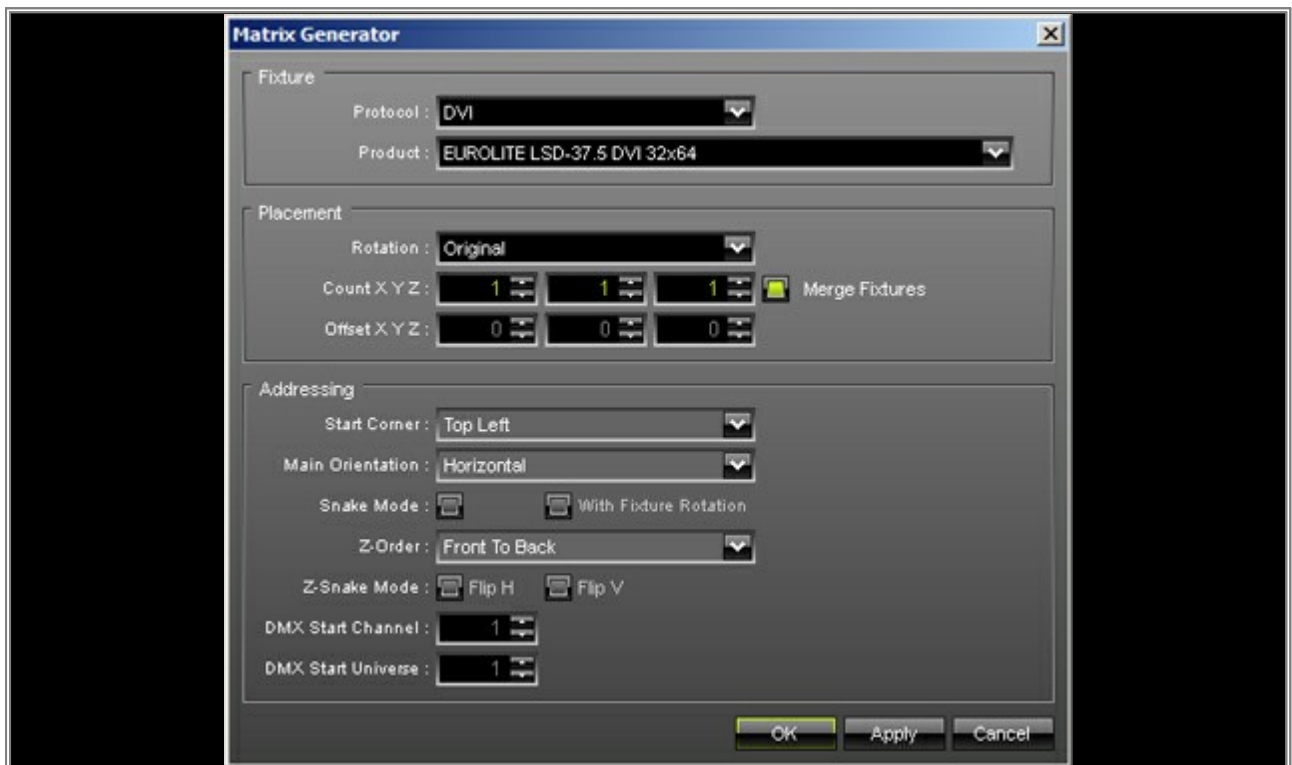 Matrix Generator
Fixture
Protocol : DVI
Product : EUROLITE LSD-37.5 DVI 32x64
Placement
Rotation : Original
Count X Y Z : 1 1 1 Merge Fixtures
Offset X Y Z : 0 0 0
Addressing
Start Corner : Top Left
Main Orientation : Horizontal
Snake Mode : With Fixture Rotation
Z-Order : Front To Back
Z-Snake Mode : Flip H Flip V
DMX Start Channel : 1
DMX Start Universe : 1
OK Apply Cancel